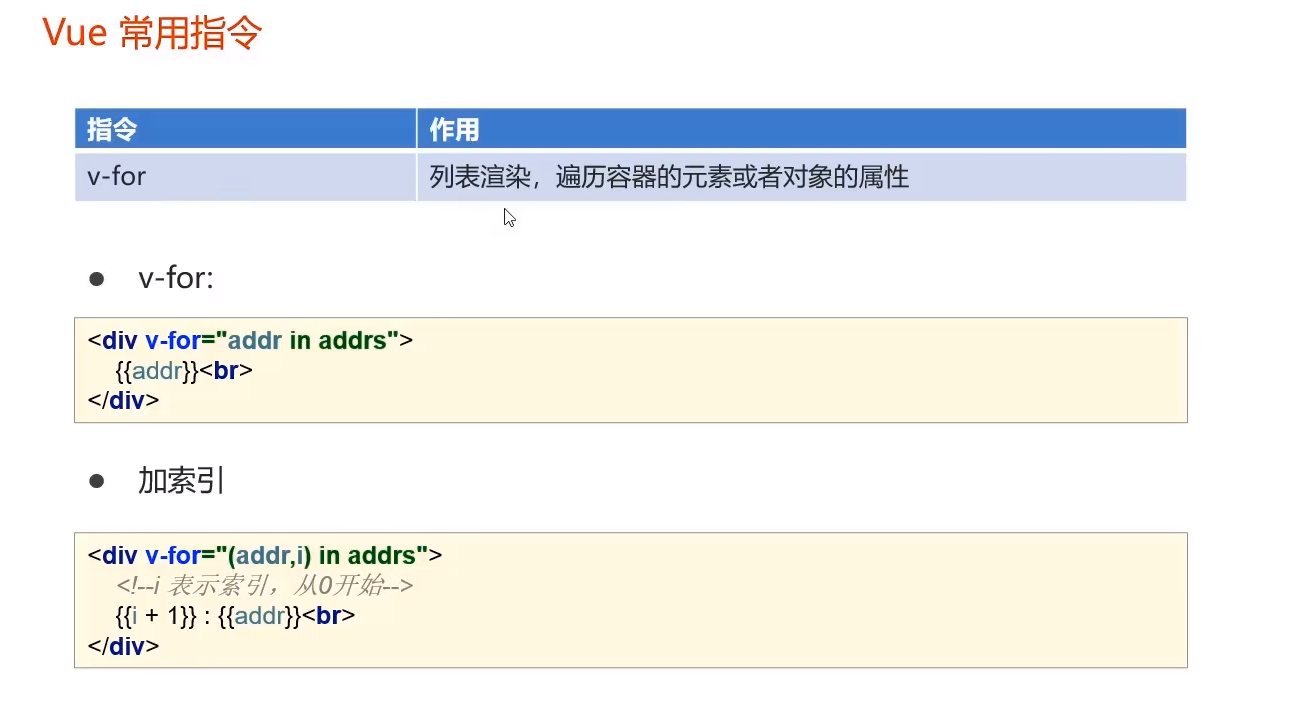 Vue 常用指令
指令 作用
v-for 列表渲染，遍历容器的元素或者对象的属性
● v-for:
<div v-for="addr in addrs">
{{addr}}<br>
</div>
● 加索引
<div v-for="(addr,i) in addrs">
<!--i 表示索引，从0开始-->
{{i + 1}} : {{addr}}<br>
</div>